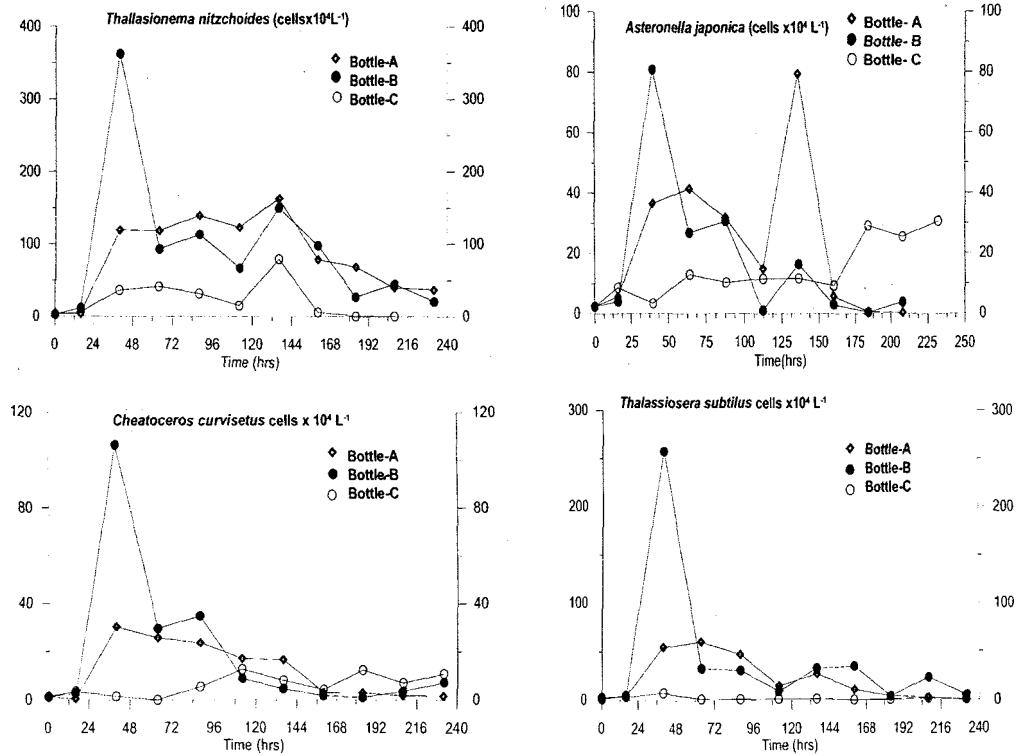 Thallasionema nitzchoides (cellsx10⁴L⁻¹)
400
300
200
100
0
400
300
200
100
0
Bottle-A
Bottle-B
Bottle-C
0 24 48 72 96 120 144 168 192 216 240
Time (hrs)
Asteronella japonica (cells x10⁴ L⁻¹)
100
80
60
40
20
0
100
80
60
40
20
0
Bottle- A
Bottle- B
Bottle- C
0 25 50 75 100 125 150 175 200 225 250
Time(hrs)
Cheatoceros curvisetus cells x 10⁴ L⁻¹
120
80
40
0
120
80
40
0
Bottle-A
Bottle-B
Bottle-C
0 24 48 72 96 120 144 168 192 216 240
Time (hrs)
Thalassiosera subtilus cells x10⁴ L⁻¹
300
200
100
0
300
200
100
0
Bottle-A
Bottle-B
Bottle-C
0 24 48 72 96 120 144 168 192 216 240
Time (hrs)